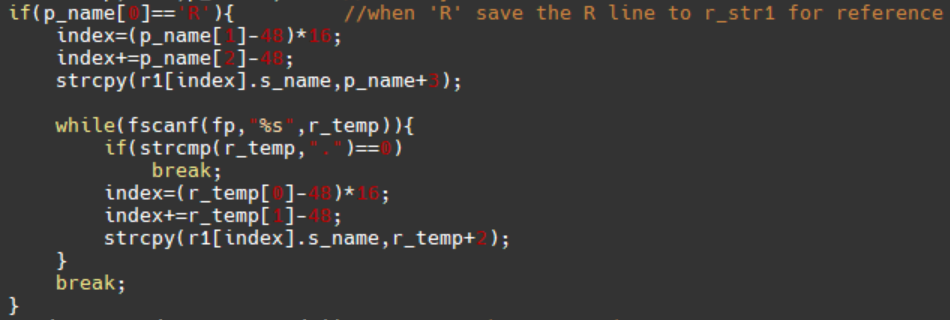 if(p_name[0]=='R'){ //when 'R' save the R line to r_str1 for reference
index=(p_name[1]-48)*16;
index+=p_name[2]-48;
strcpy(r1[index].s_name,p_name+3);
while(fscanf(fp,"%s",r_temp)){
if(strcmp(r_temp,".")==0)
break;
index=(r_temp[0]-48)*16;
index+=r_temp[1]-48;
strcpy(r1[index].s_name,r_temp+2);
}
break;
}